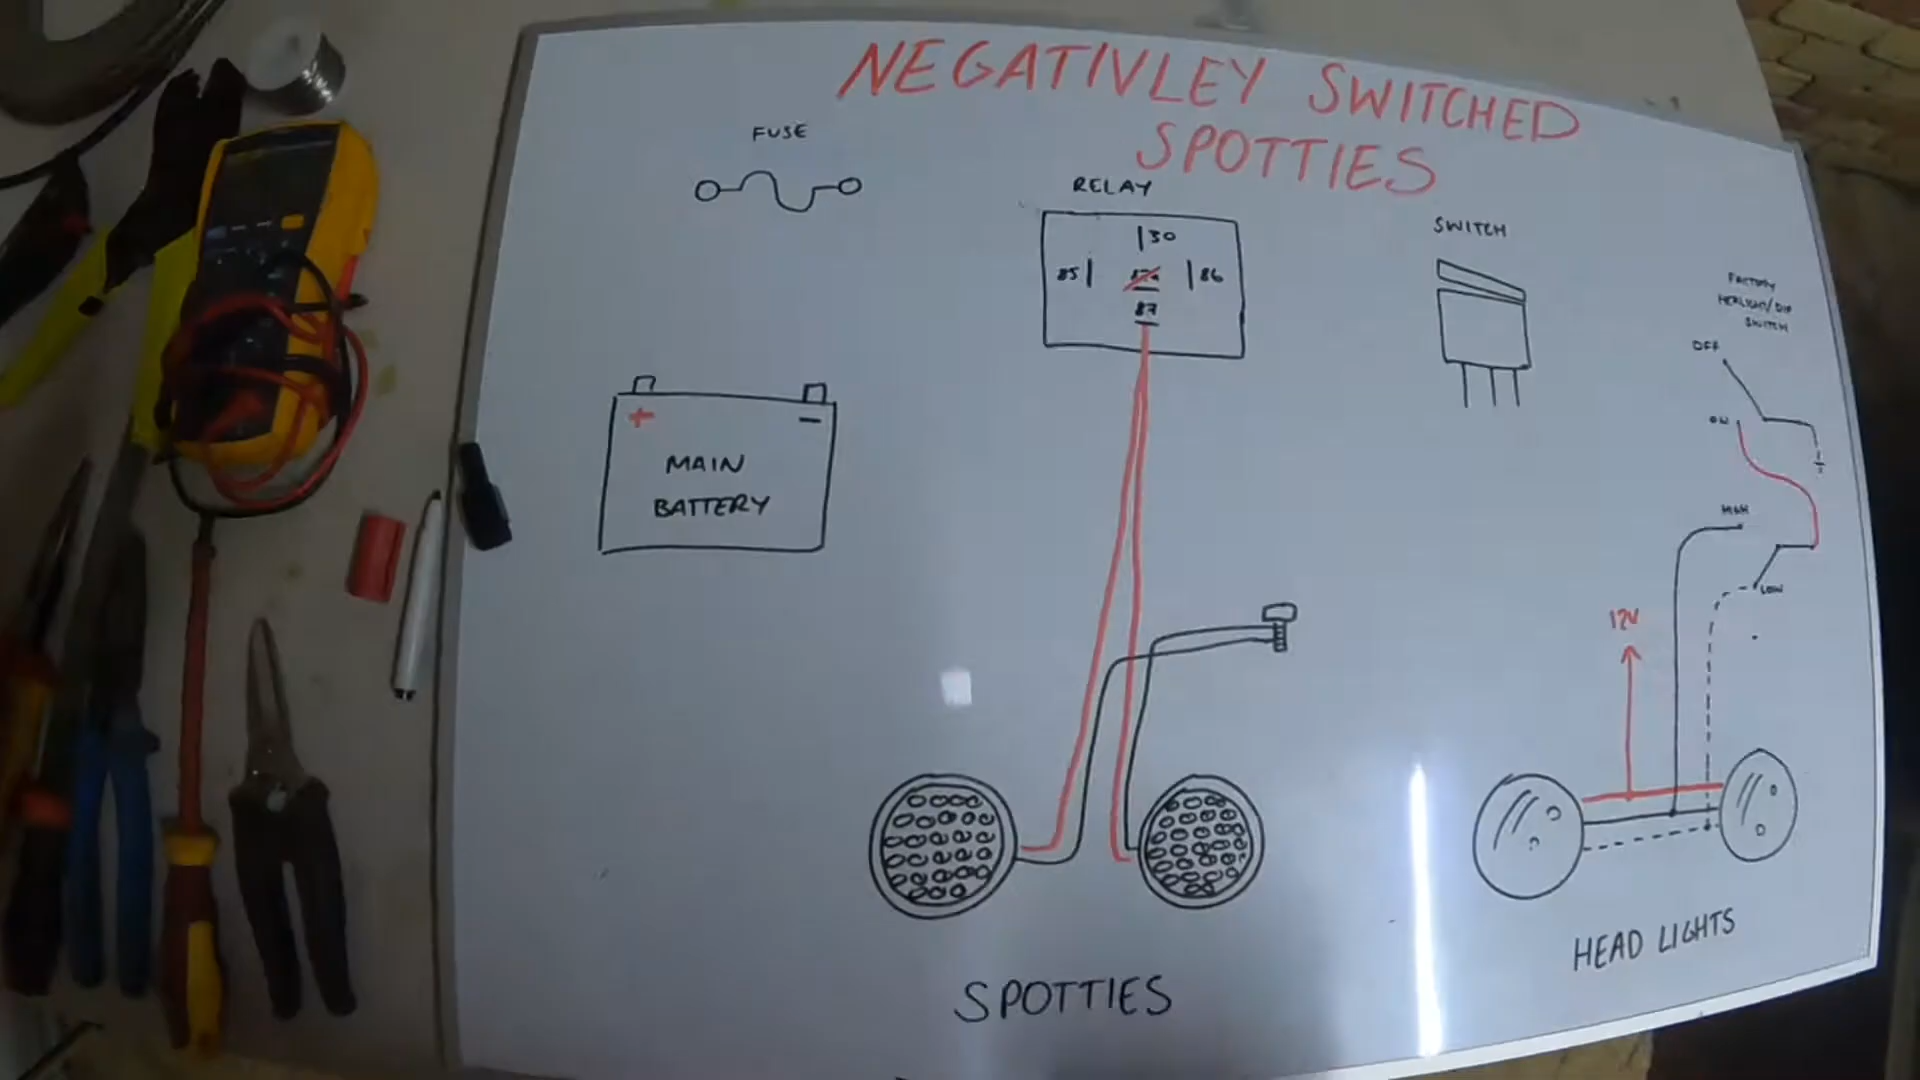 NEGATIVLEY SWITCHED
SPOTTIES
FUSE
RELAY
30
85
86
87
SWITCH
SWITCH
OFF
ON
HIGH
LOW
+
−
MAIN
BATTERY
12V
SPOTTIES
HEAD LIGHTS